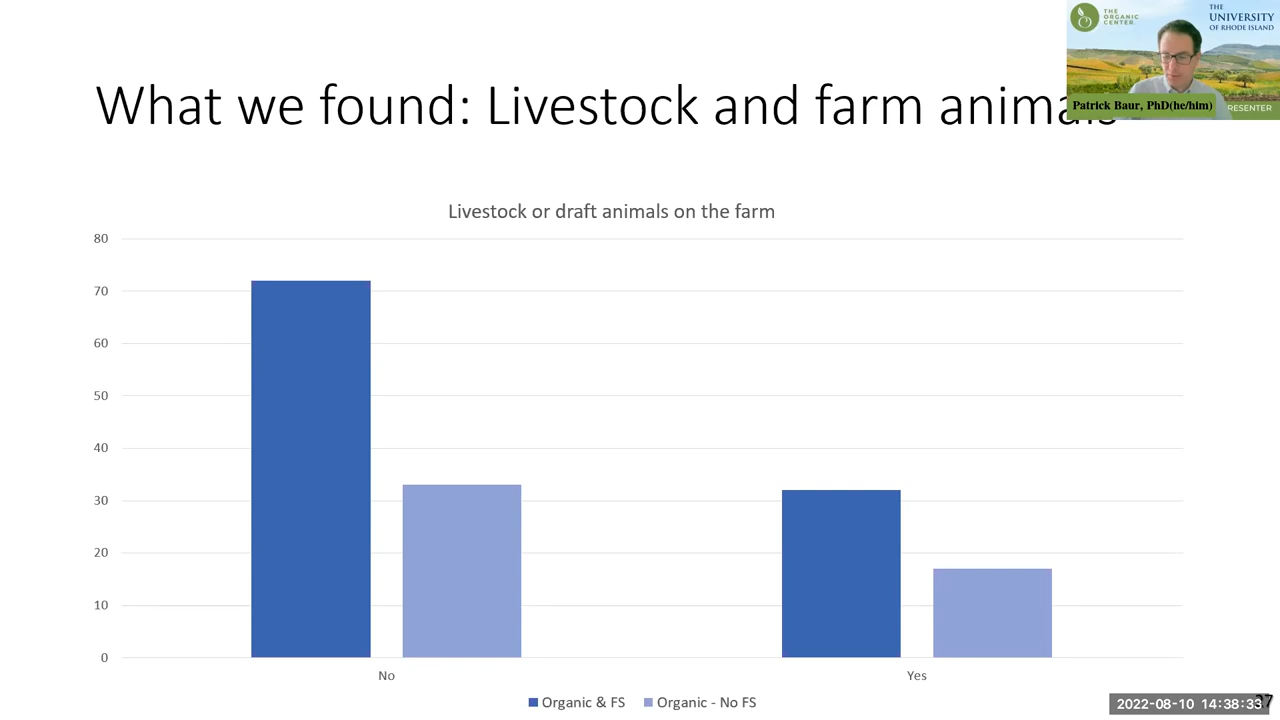 THE
ORGANIC
CENTER
THE
UNIVERSITY
OF RHODE ISLAND
Patrick Baur, PhD(he/him)
RESENTER
What we found: Livestock and farm animals
Livestock or draft animals on the farm
80
70
60
50
40
30
20
10
0
No
Yes
Organic & FS
Organic - No FS
2022-08-10 14:38:33